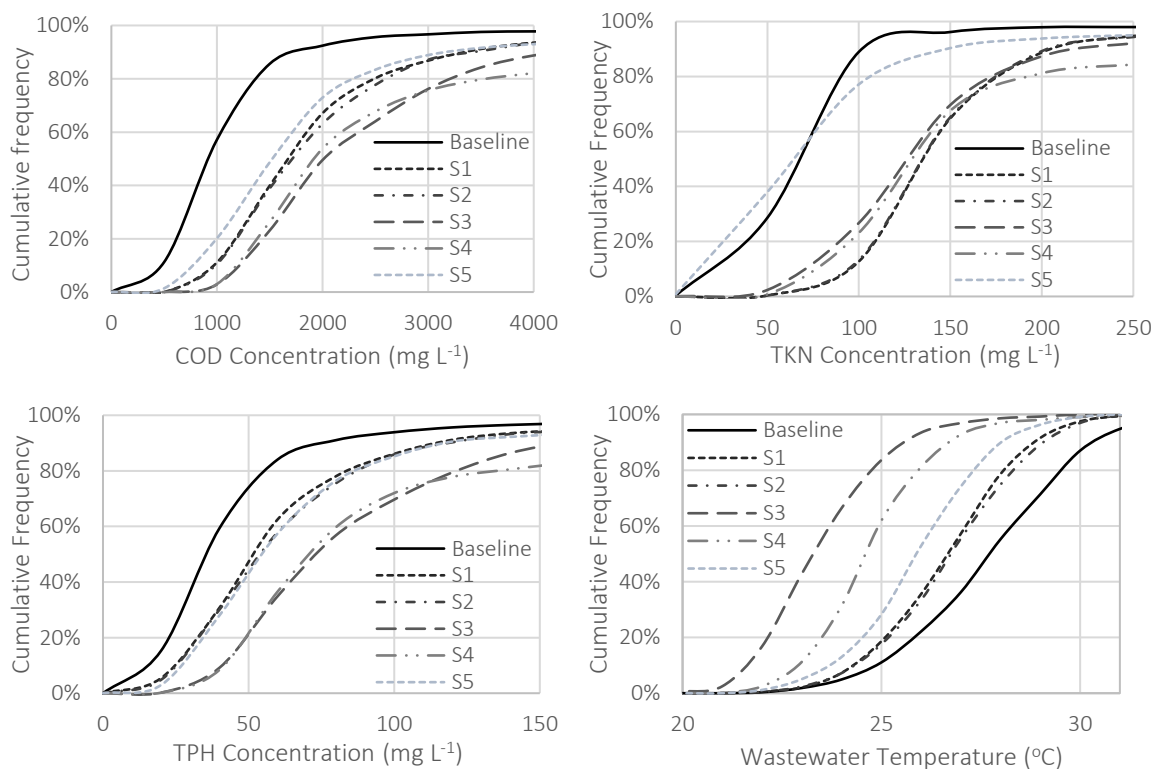 100%
80%
60%
40%
20%
0%
Cumulative frequency
0 1000 2000 3000 4000
COD Concentration (mg L-1)
Baseline
S1
S2
S3
S4
S5
100%
80%
60%
40%
20%
0%
Cumulative Frequency
0 50 100 150 200 250
TKN Concentration (mg L-1)
Baseline
S1
S2
S3
S4
S5
100%
80%
60%
40%
20%
0%
Cumulative Frequency
0 50 100 150
TPH Concentration (mg L-1)
Baseline
S1
S2
S3
S4
S5
100%
80%
60%
40%
20%
0%
Cumulative Frequency
20 25 30
Wastewater Temperature (oC)
Baseline
S1
S2
S3
S4
S5